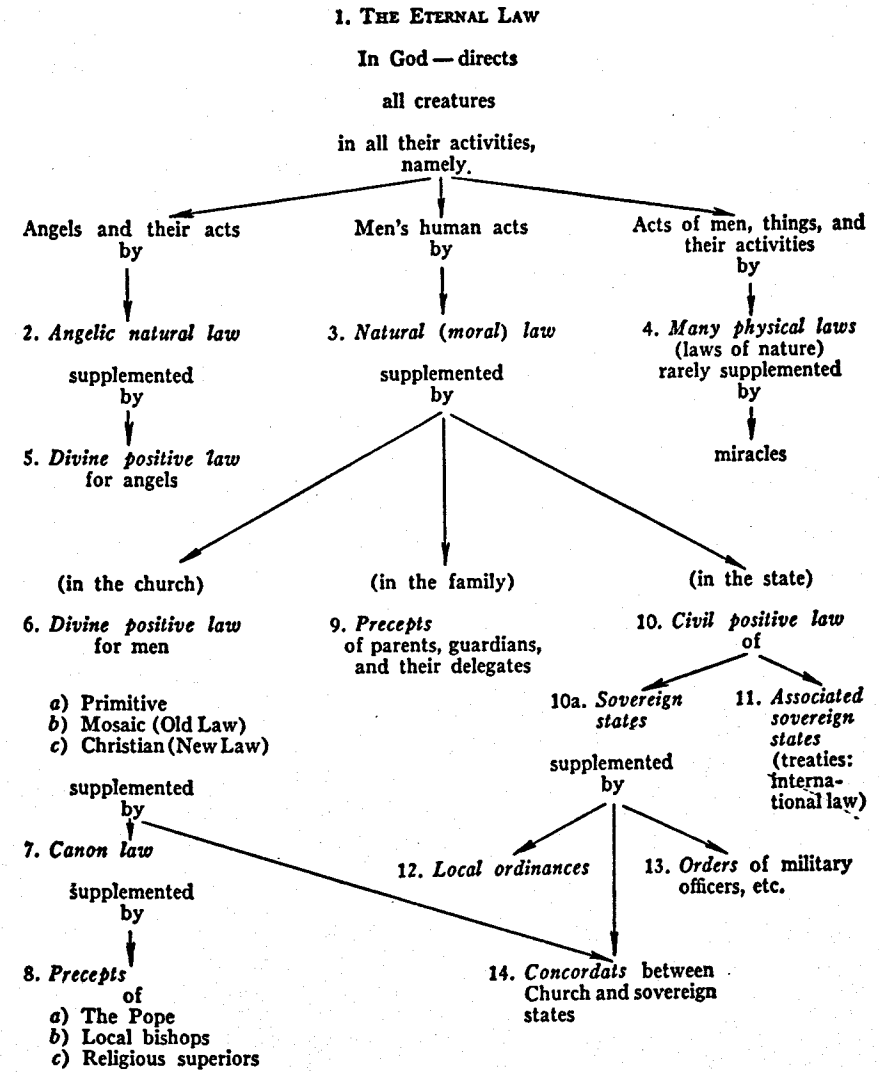 1. THE ETERNAL LAW
In God — directs
all creatures
in all their activities,
namely.
Angels and their acts
by
Men's human acts
by
Acts of men, things, and
their activities
by
2. Angelic natural law
3. Natural (moral) law
4. Many physical laws
(laws of nature)
rarely supplemented
by
supplemented
by
supplemented
by
5. Divine positive law
for angels
miracles
(in the church)
(in the family)
(in the state)
6. Divine positive law
for men
9. Precepts
of parents, guardians,
and their delegates
10. Civil positive law
of
a) Primitive
b) Mosaic (Old Law)
c) Christian (New Law)
10a. Sovereign
states
11. Associated
sovereign
states
(treaties:
Interna-
tional law)
supplemented
by
supplemented
by
7. Canon law
12. Local ordinances
13. Orders of military
officers, etc.
supplemented
by
8. Precepts
of
a) The Pope
b) Local bishops
c) Religious superiors
14. Concordats between
Church and sovereign
states